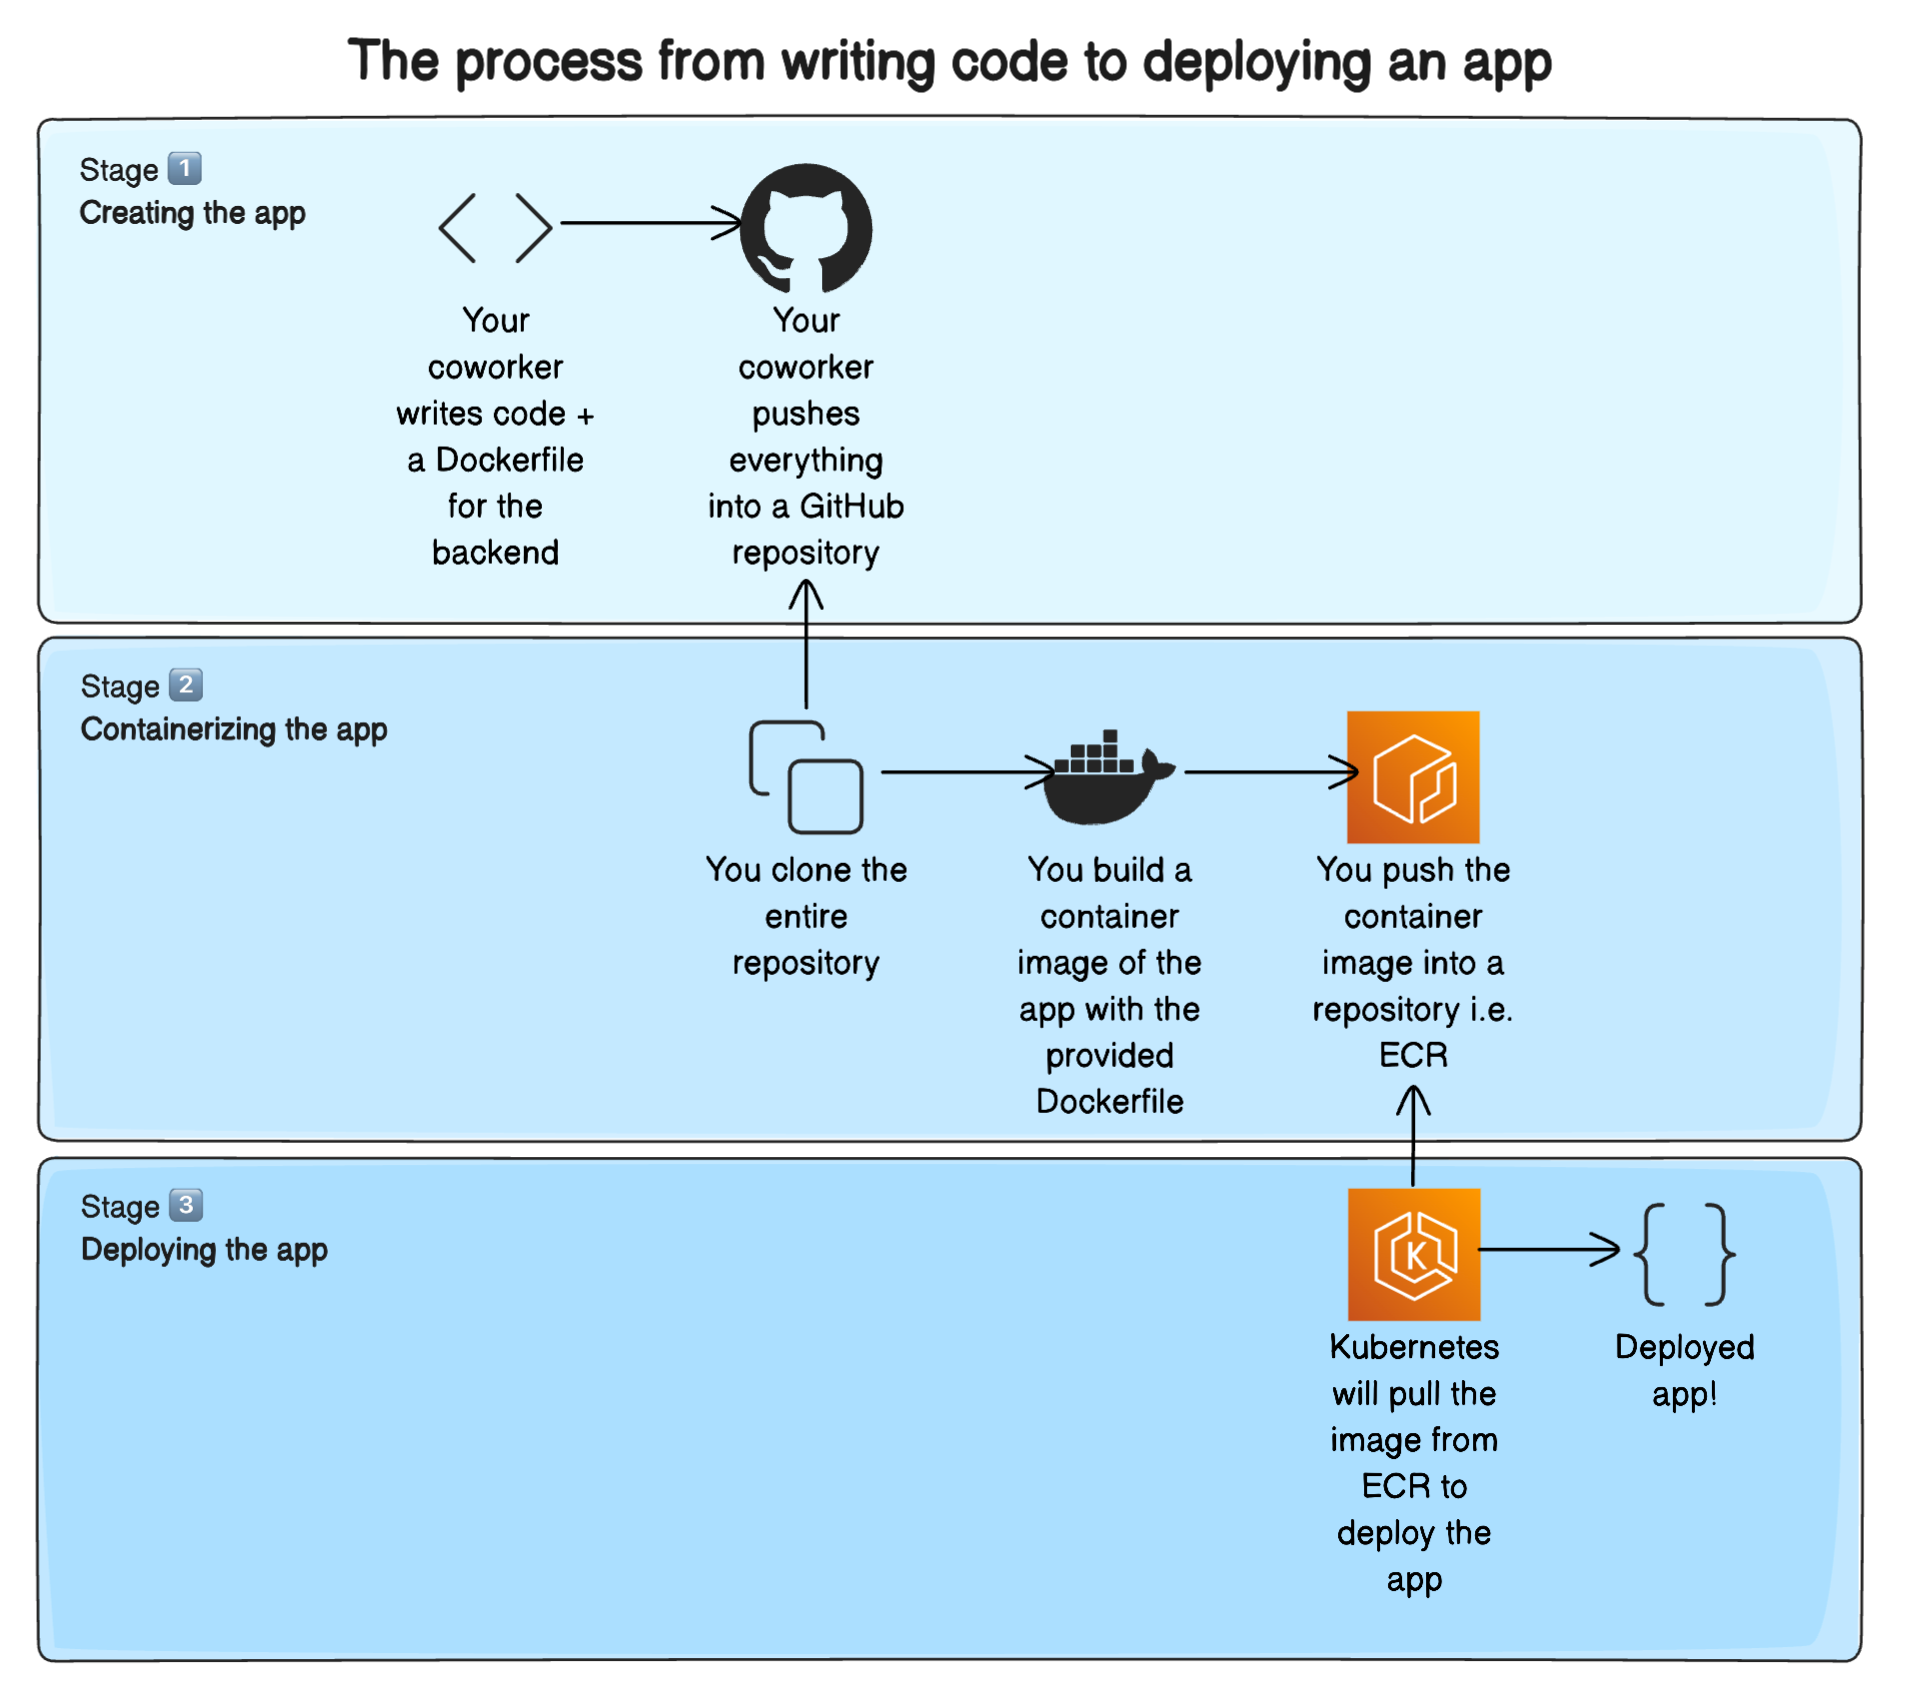 The process from writing code to deploying an app
Stage 1
Creating the app
Your
coworker
writes code +
a Dockerfile
for the
backend
Your
coworker
pushes
everything
into a GitHub
repository
Stage 2
Containerizing the app
You clone the
entire
repository
You build a
container
image of the
app with the
provided
Dockerfile
You push the
container
image into a
repository i.e.
ECR
Stage 3
Deploying the app
K
Kubernetes
will pull the
image from
ECR to
deploy the
app
Deployed
app!